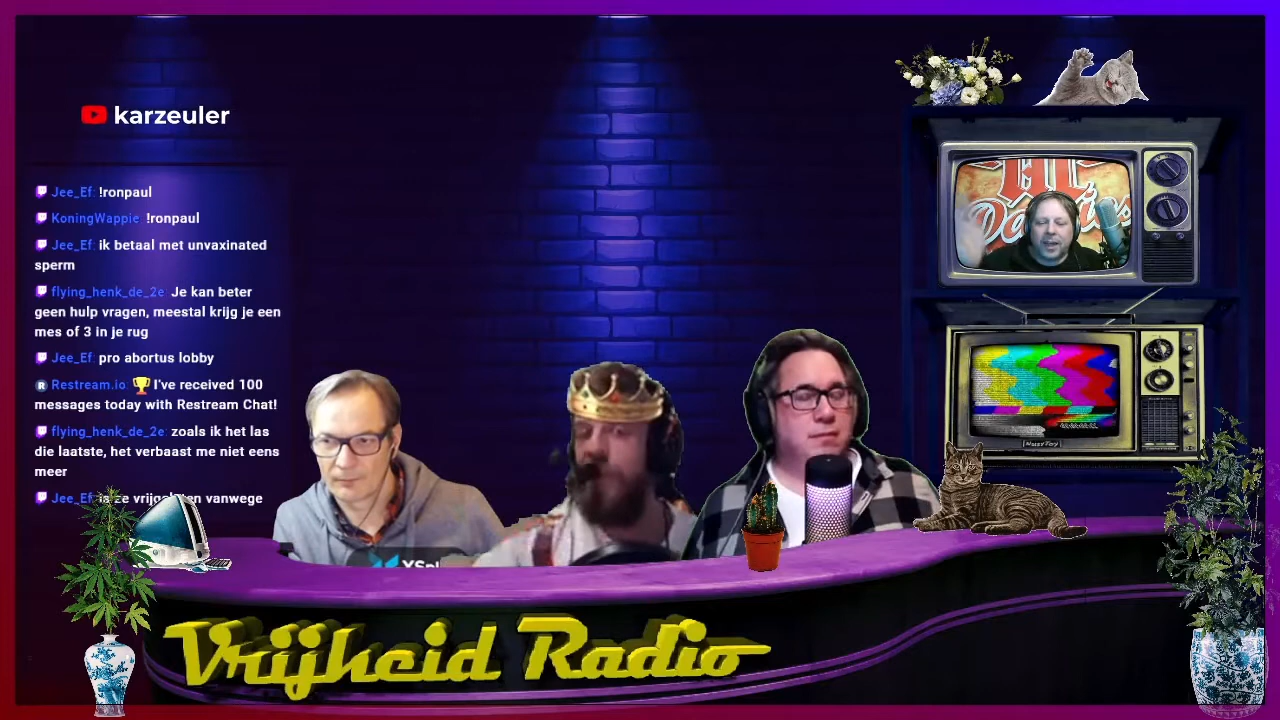 karzeuler
Jee_Ef: !ronpaul
KoningWappie: !ronpaul
Jee_Ef: ik betaal met unvaxinated
sperm
flying_henk_de_2e: Je kan beter
geen hulp vragen, meestal krijg je een
mes of 3 in je rug
Jee_Ef: pro abortus lobby
R Restream.io: 🏆 I've received 100
messages today with Restream Chat!
flying_henk_de_2e: zoals ik het las
die laatste, het verbaast me niet eens
meer
Jee_Ef: vanwege
XSpl
Vrijheid Radio